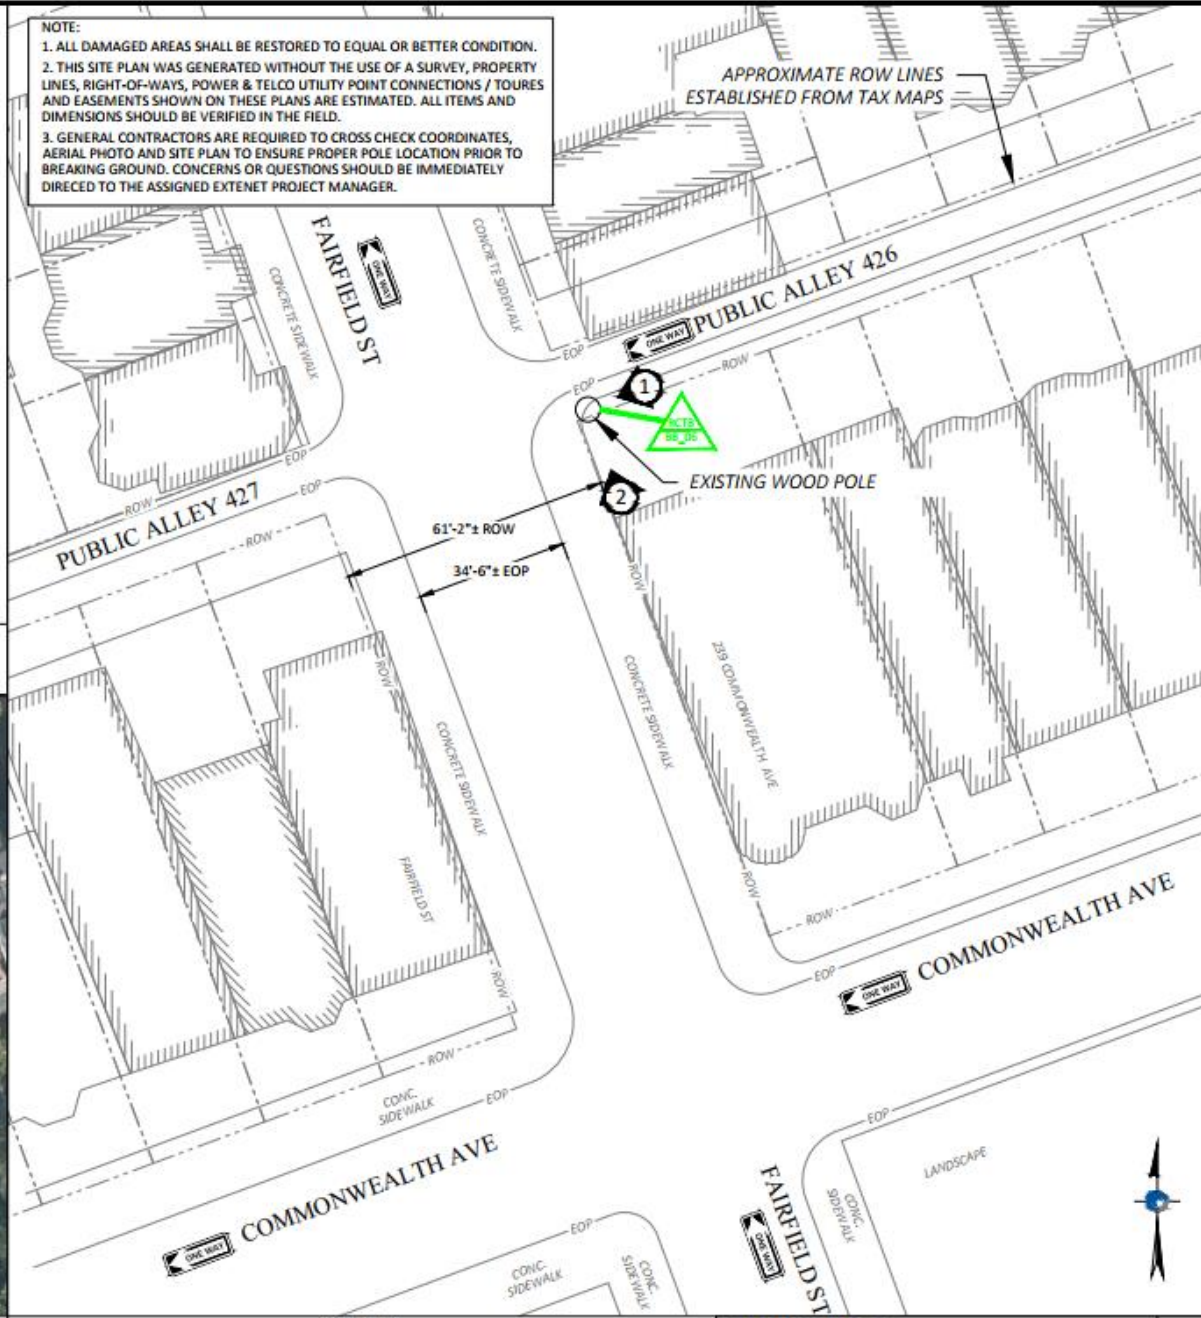 NOTE:
1. ALL DAMAGED AREAS SHALL BE RESTORED TO EQUAL OR BETTER CONDITION.
2. THIS SITE PLAN WAS GENERATED WITHOUT THE USE OF A SURVEY, PROPERTY
LINES, RIGHT-OF-WAYS, POWER & TELCO UTILITY POINT CONNECTIONS / TOURES
AND EASEMENTS SHOWN ON THESE PLANS ARE ESTIMATED. ALL ITEMS AND
DIMENSIONS SHOULD BE VERIFIED IN THE FIELD.
3. GENERAL CONTRACTORS ARE REQUIRED TO CROSS CHECK COORDINATES,
AERIAL PHOTO AND SITE PLAN TO ENSURE PROPER POLE LOCATION PRIOR TO
BREAKING GROUND. CONCERNS OR QUESTIONS SHOULD BE IMMEDIATELY
DIRECED TO THE ASSIGNED EXTENET PROJECT MANAGER.
APPROXIMATE ROW LINES
ESTABLISHED FROM TAX MAPS
FAIRFIELD ST
ONE WAY
CONCRETE SIDEWALK
CONCRETE SIDEWALK
PUBLIC ALLEY 426
ONE WAY
EOP
ROW
EOP
1
EXISTING WOOD POLE
2
EOP
EOP
ROW
PUBLIC ALLEY 427
ROW
61'-2"± ROW
34'-6"± EOP
ROW
ROW
CONCRETE SIDEWALK
239 COMMONWEALTH AVE
CONCRETE SIDEWALK
FAIRFIELD ST
ROW
ROW
COMMONWEALTH AVE
ONE WAY
EOP
ROW
ROW
CONC.
SIDEWALK
EOP
COMMONWEALTH AVE
ONE WAY
EOP
LANDSCAPE
CONC.
SIDEWALK
FAIRFIELD ST
ONE WAY
EOP
CONC.
SIDEWALK
CONC.
SIDEWALK